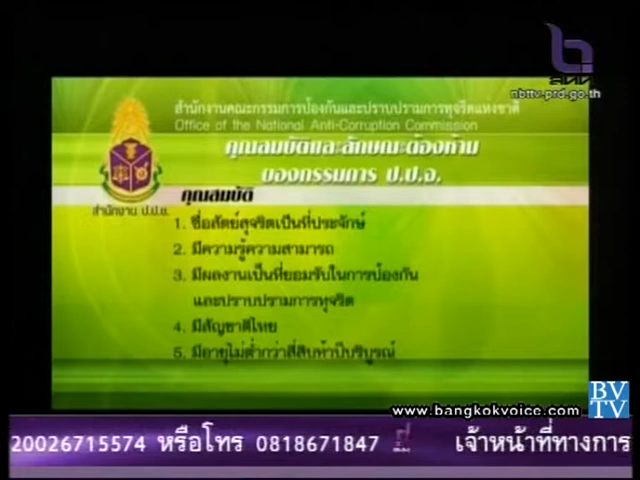 สทท
nbttv.prd.go.th
สำนักงานคณะกรรมการป้องกันและปราบปรามการทุจริตแห่งชาติ
Office of the National Anti-Corruption Commission
คุณสมบัติและลักษณะต้องห้าม
ของกรรมการ ป.ป.จ.
สำนักงาน ป.ป.ช.
คุณสมบัติ
1. ซื่อสัตย์สุจริตเป็นที่ประจักษ์
2. มีความรู้ความสามารถ
3. มีผลงานเป็นที่ยอมรับในการป้องกัน
และปราบปรามการทุจริต
4. มีสัญชาติไทย
5. มีอายุไม่ต่ำกว่าสี่สิบห้าปีบริบูรณ์
BV
TV
www.bangkokvoice.com
20026715574 หรือโทร 0818671847 เจ้าหน้าที่ทางการ